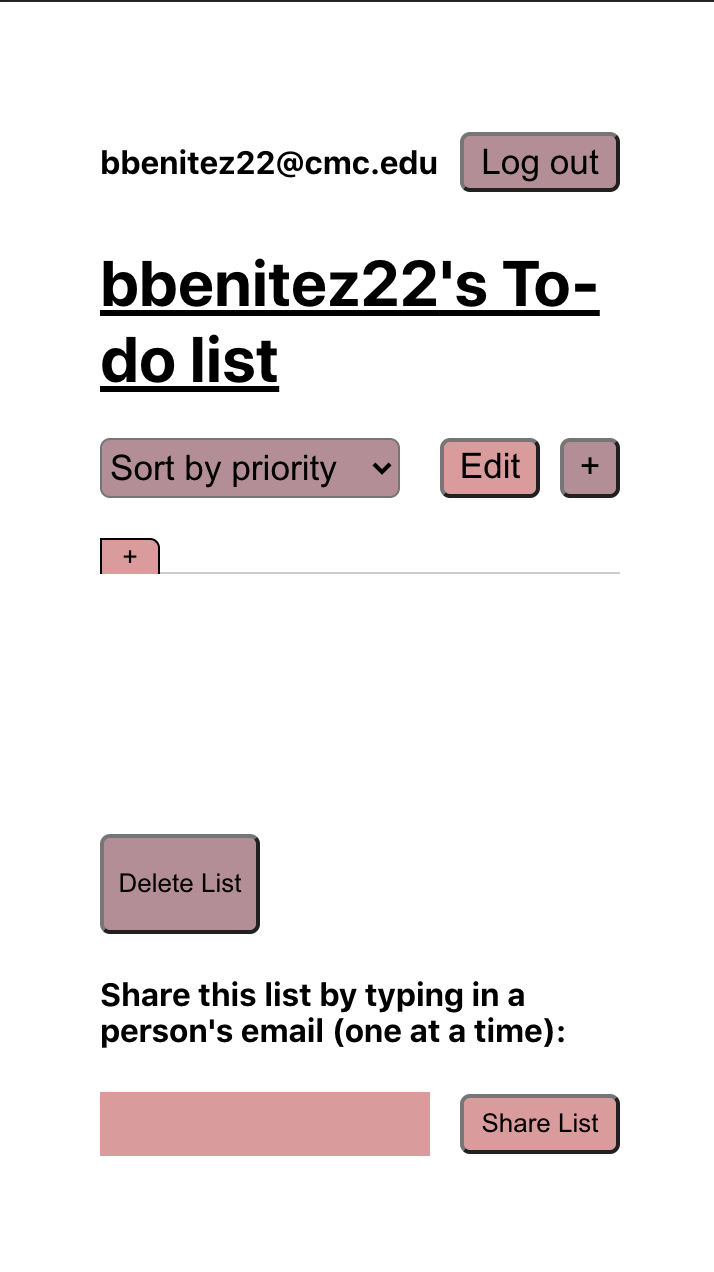 bbenitez22@cmc.edu Log out
bbenitez22's To-
do list
Sort by priority Edit +
+
Delete List
Share this list by typing in a
person's email (one at a time):
Share List